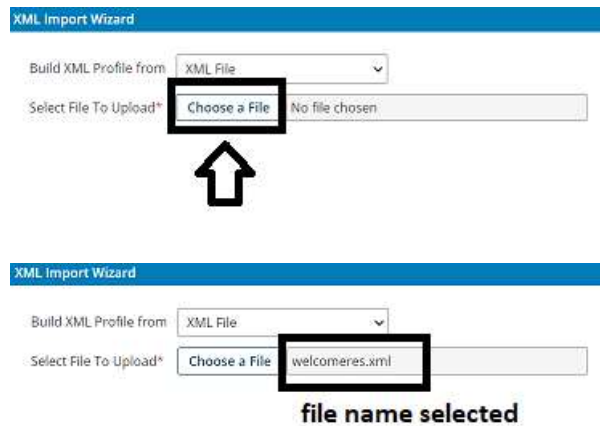 XML Import Wizard
Build XML Profile from XML File
Select File To Upload* Choose a File No file chosen
XML Import Wizard
Build XML Profile from XML File
Select File To Upload* Choose a File welcomeres.xml
file name selected